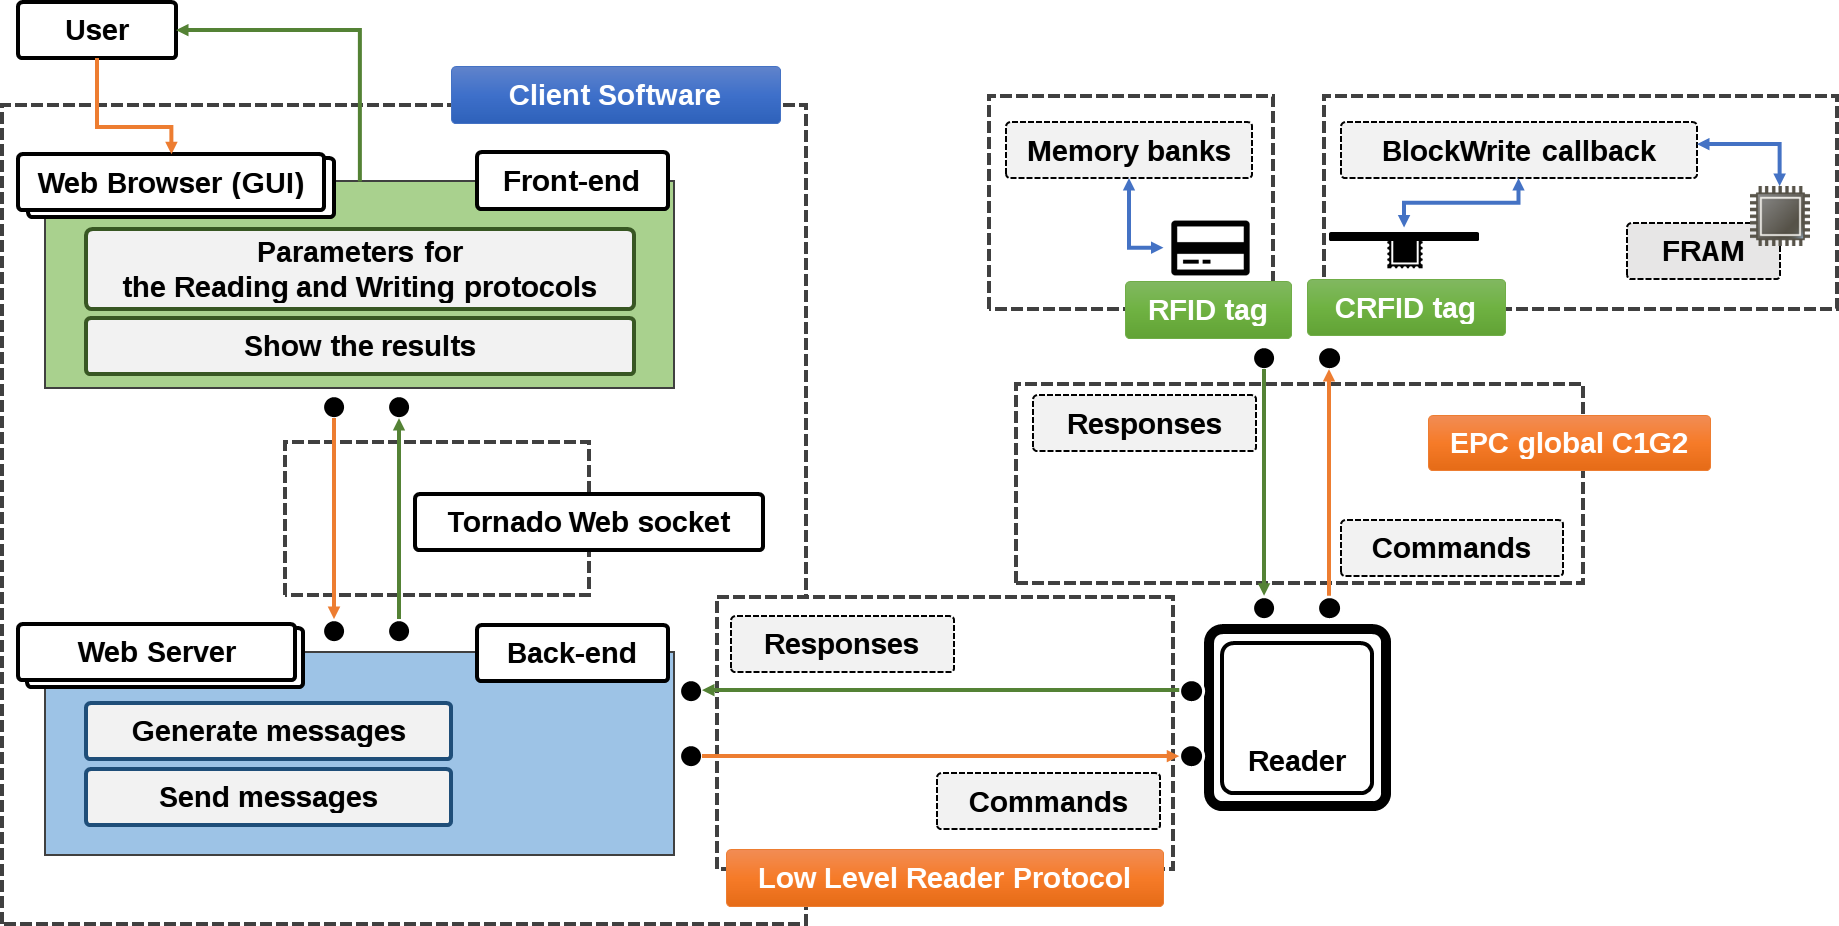 User
Client Software
Web Browser (GUI)
Front-end
Parameters for
the Reading and Writing protocols
Show the results
Tornado Web socket
Web Server
Back-end
Generate messages
Send messages
Responses
Commands
Low Level Reader Protocol
Memory banks
RFID tag
BlockWrite callback
FRAM
CRFID tag
Responses
EPC global C1G2
Commands
Reader